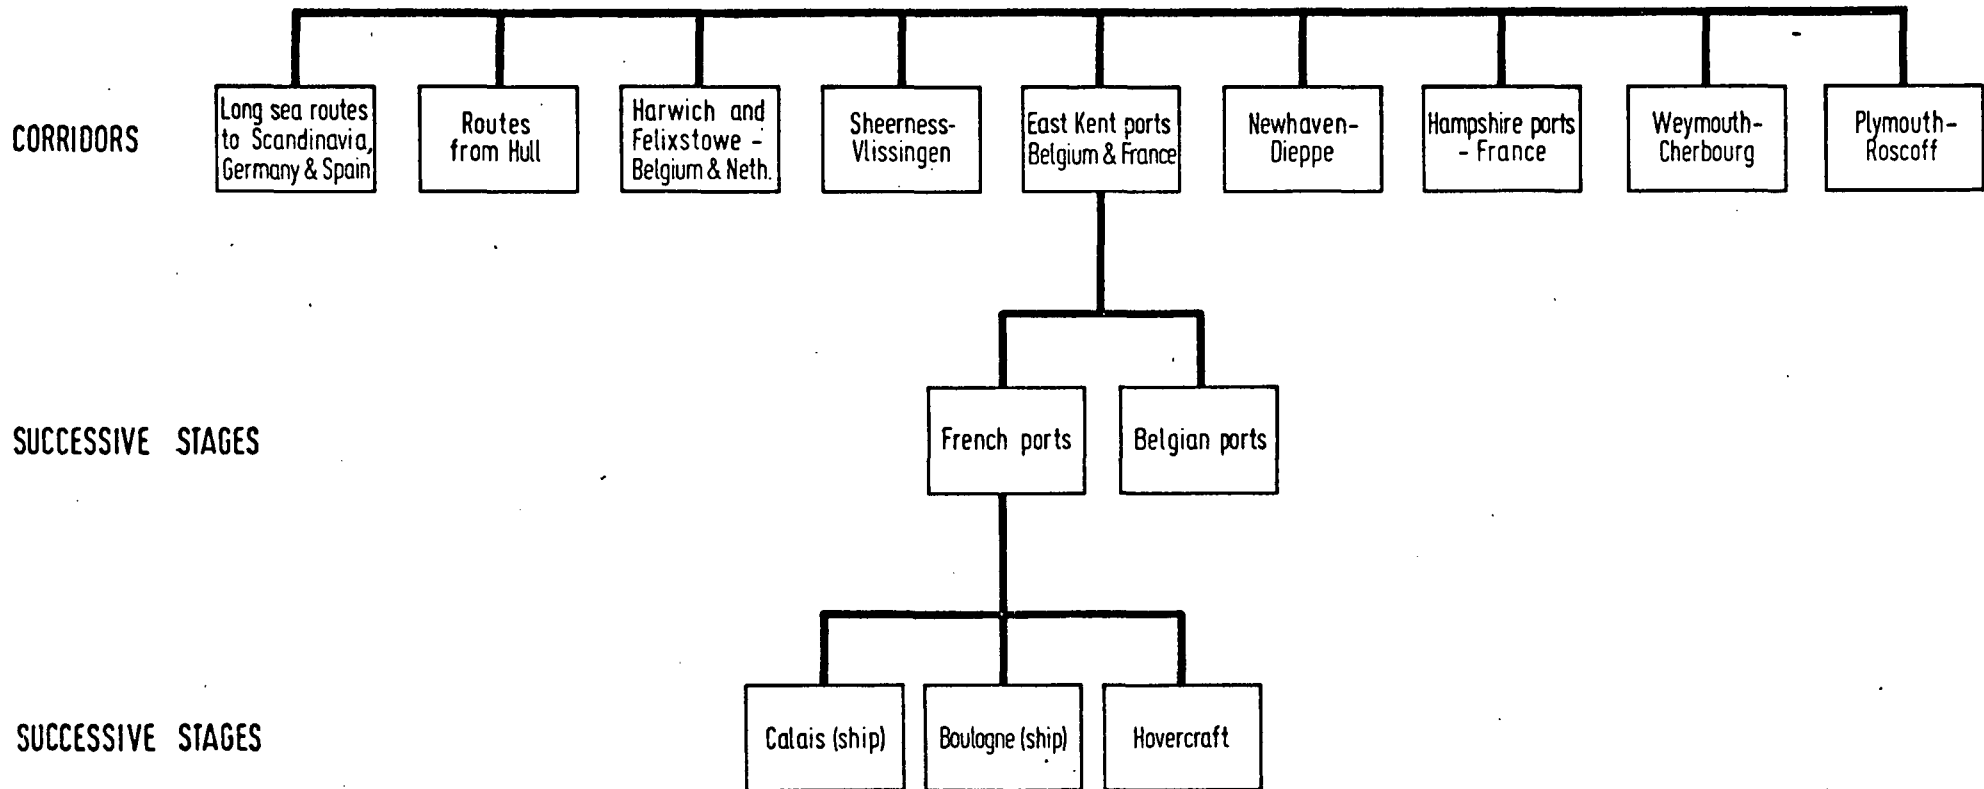 CORRIDORS
Long sea routes
to Scandinavia,
Germany & Spain
Routes
from Hull
Harwich and
Felixstowe -
Belgium & Neth.
Sheerness-
Vlissingen
East Kent ports
Belgium & France
Newhaven-
Dieppe
Hampshire ports
- France
Weymouth-
Cherbourg
Plymouth-
Roscoff
SUCCESSIVE STAGES
French ports
Belgian ports
SUCCESSIVE STAGES
Calais (ship)
Boulogne (ship)
Hovercraft